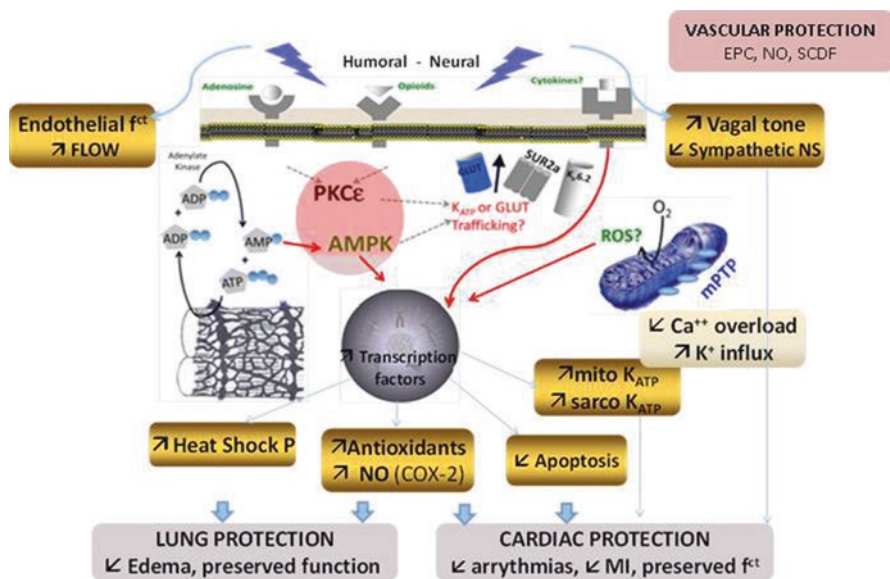 VASCULAR PROTECTION
EPC, NO, SCDF
Humoral - Neural
Adenosine
Opioids
Cytokines?
Endothelial fct
↗ FLOW
↗ Vagal tone
↙ Sympathetic NS
Adenylate
Kinase
ADP
+
ADP
AMP
+
ATP
PKCε
AMPK
GLUT
SUR2a
Kir6.2
KATP or GLUT
Trafficking?
ROS?
O2
mPTP
↙ Ca++ overload
↗ K+ influx
↗ Transcription
factors
↗mito KATP
↗ sarco KATP
↗ Heat Shock P
↗Antioxidants
↗ NO (COX-2)
↙ Apoptosis
LUNG PROTECTION
↙ Edema, preserved function
CARDIAC PROTECTION
↙ arrythmias, ↙ MI, preserved fct